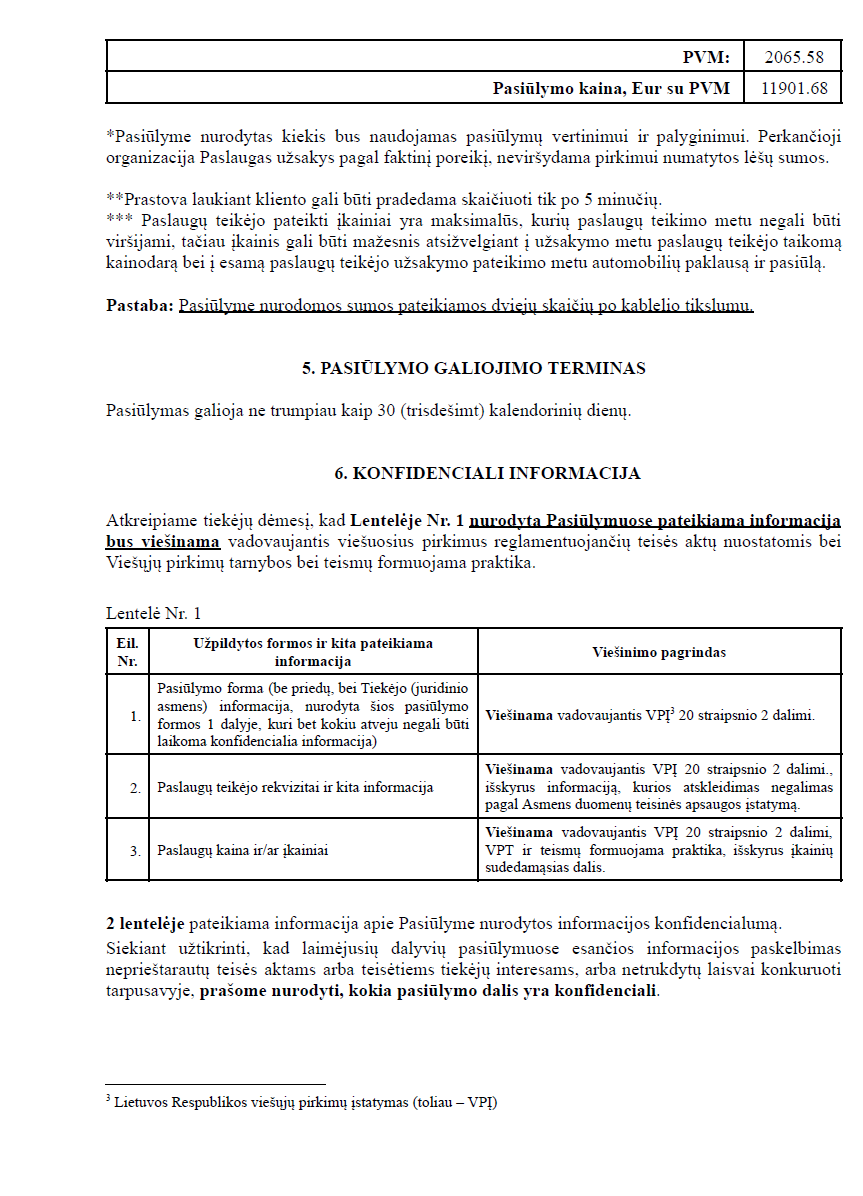 PVM: 2065.58
Pasiūlymo kaina, Eur su PVM 11901.68
*Pasiūlyme nurodytas kiekis bus naudojamas pasiūlymų vertinimui ir palyginimui. Perkančioji
organizacija Paslaugas užsakys pagal faktinį poreikį, neviršydama pirkimui numatytos lėšų sumos.
**Prastova laukiant kliento gali būti pradedama skaičiuoti tik po 5 minučių.
*** Paslaugų teikėjo pateikti įkainiai yra maksimalūs, kurių paslaugų teikimo metu negali būti
viršijami, tačiau įkainis gali būti mažesnis atsižvelgiant į užsakymo metu paslaugų teikėjo taikomą
kainodarą bei į esamą paslaugų teikėjo užsakymo pateikimo metu automobilių paklausą ir pasiūlą.
Pastaba: Pasiūlyme nurodomos sumos pateikiamos dviejų skaičių po kablelio tikslumu.
5. PASIŪLYMO GALIOJIMO TERMINAS
Pasiūlymas galioja ne trumpiau kaip 30 (trisdešimt) kalendorinių dienų.
6. KONFIDENCIALI INFORMACIJA
Atkreipiame tiekėjų dėmesį, kad Lentelėje Nr. 1 nurodyta Pasiūlymuose pateikiama informacija
bus viešinama vadovaujantis viešuosius pirkimus reglamentuojančių teisės aktų nuostatomis bei
Viešųjų pirkimų tarnybos bei teismų formuojama praktika.
Lentelė Nr. 1
Eil.
Nr.
Užpildytos formos ir kita pateikiama
informacija
Viešinimo pagrindas
1.
Pasiūlymo forma (be priedų, bei Tiekėjo (juridinio
asmens) informacija, nurodyta šios pasiūlymo
formos 1 dalyje, kuri bet kokiu atveju negali būti
laikoma konfidencialia informacija)
Viešinama vadovaujantis VPĮ3 20 straipsnio 2 dalimi.
2.
Paslaugų teikėjo rekvizitai ir kita informacija
Viešinama vadovaujantis VPĮ 20 straipsnio 2 dalimi.,
išskyrus informaciją, kurios atskleidimas negalimas
pagal Asmens duomenų teisinės apsaugos įstatymą.
3.
Paslaugų kaina ir/ar įkainiai
Viešinama vadovaujantis VPĮ 20 straipsnio 2 dalimi,
VPT ir teismų formuojama praktika, išskyrus įkainių
sudedamąsias dalis.
2 lentelėje pateikiama informacija apie Pasiūlyme nurodytos informacijos konfidencialumą.
Siekiant užtikrinti, kad laimėjusių dalyvių pasiūlymuose esančios informacijos paskelbimas
neprieštarautų teisės aktams arba teisėtiems tiekėjų interesams, arba netrukdytų laisvai konkuruoti
tarpusavyje, prašome nurodyti, kokia pasiūlymo dalis yra konfidenciali.
3 Lietuvos Respublikos viešųjų pirkimų įstatymas (toliau – VPĮ)